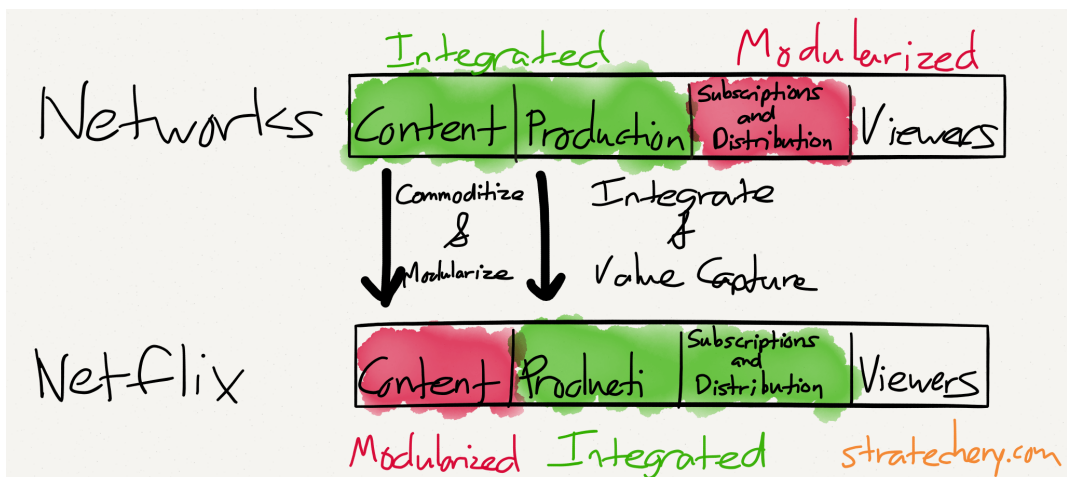 Integrated Modularized
Networks Content Production Subscriptions and Distribution Viewers
Commoditize & Modularize
Integrate & Value Capture
Netflix Content Producti Subscriptions and Distribution Viewers
Modularized Integrated stratechery.com